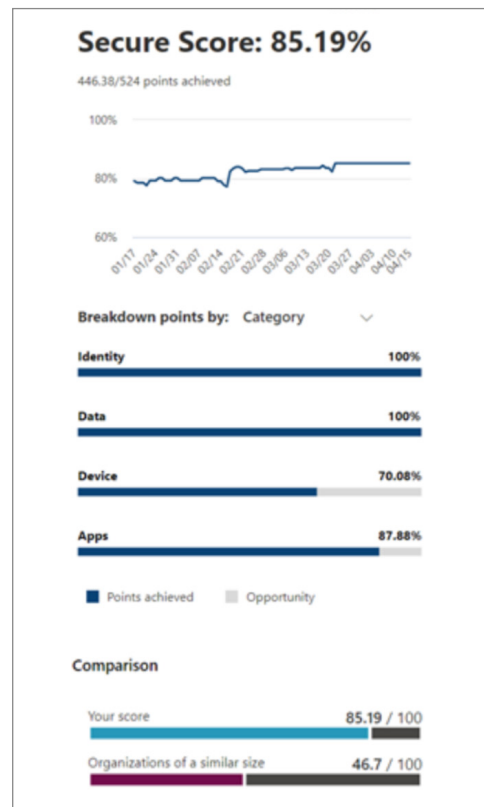 Secure Score: 85.19%
446.38/524 points achieved
100%
80%
60%
01/17 01/24 01/31 02/07 02/14 02/21 02/28 03/06 03/13 03/20 03/27 04/03 04/10 04/15
Breakdown points by: Category
Identity 100%
Data 100%
Device 70.08%
Apps 87.88%
Points achieved Opportunity
Comparison
Your score 85.19 / 100
Organizations of a similar size 46.7 / 100